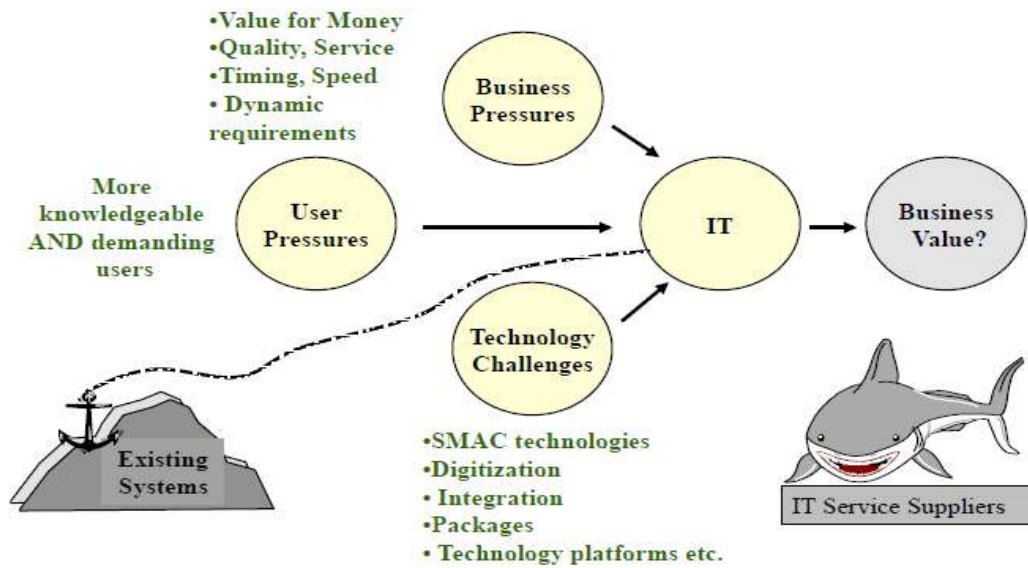 •Value for Money
•Quality, Service
•Timing, Speed
• Dynamic
requirements
Business
Pressures
More
knowledgeable
AND demanding
users
User
Pressures
IT
Business
Value?
Technology
Challenges
Existing
Systems
•SMAC technologies
•Digitization
• Integration
•Packages
• Technology platforms etc.
IT Service Suppliers